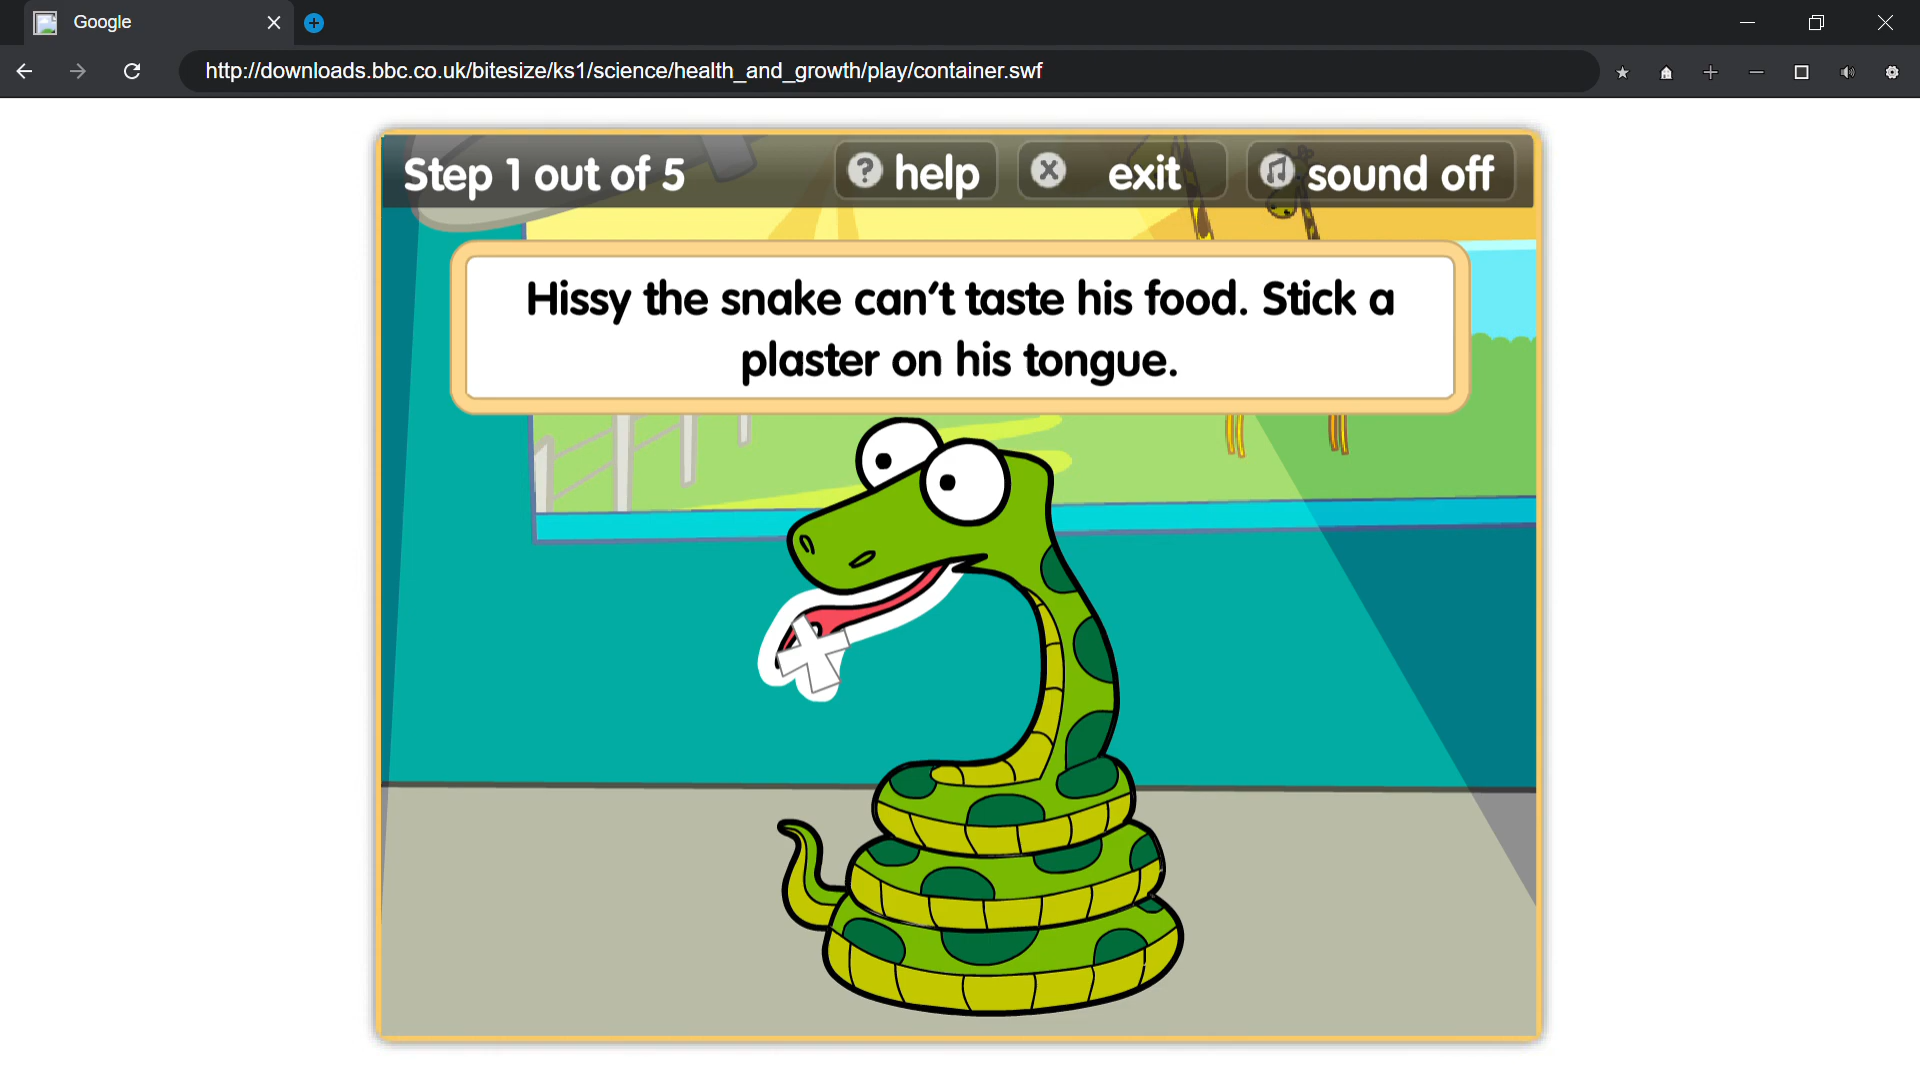 Google
http://downloads.bbc.co.uk/bitesize/ks1/science/health_and_growth/play/container.swf
Step 1 out of 5
? help
x exit
sound off
Hissy the snake can't taste his food. Stick a
plaster on his tongue.